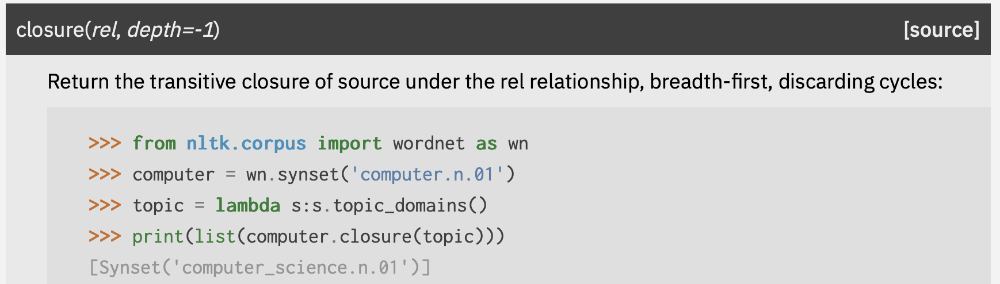 closure(rel, depth=-1) [source]
Return the transitive closure of source under the rel relationship, breadth-first, discarding cycles:
>>> from nltk.corpus import wordnet as wn
>>> computer = wn.synset('computer.n.01')
>>> topic = lambda s:s.topic_domains()
>>> print(list(computer.closure(topic)))
[Synset('computer_science.n.01')]